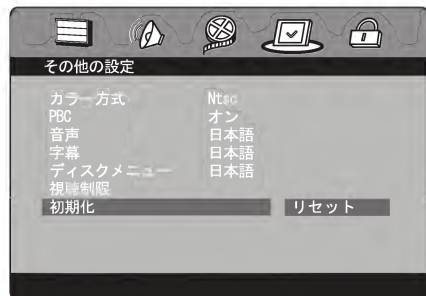 その他の設定
カラー方式 Ntsc
PBC オン
音声 日本語
字幕 日本語
ディスクメニュー 日本語
視聴制限
初期化 リセット